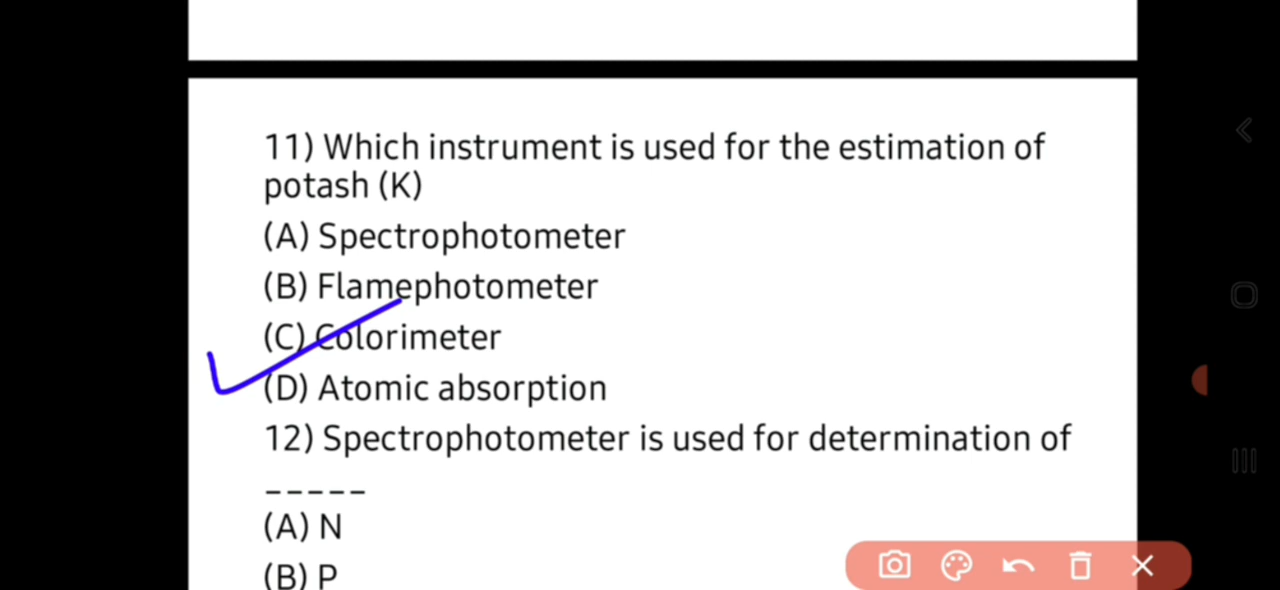 11) Which instrument is used for the estimation of
potash (K)
(A) Spectrophotometer
(B) Flamephotometer
(C) Colorimeter
(D) Atomic absorption
12) Spectrophotometer is used for determination of
-----
(A) N
(B) P